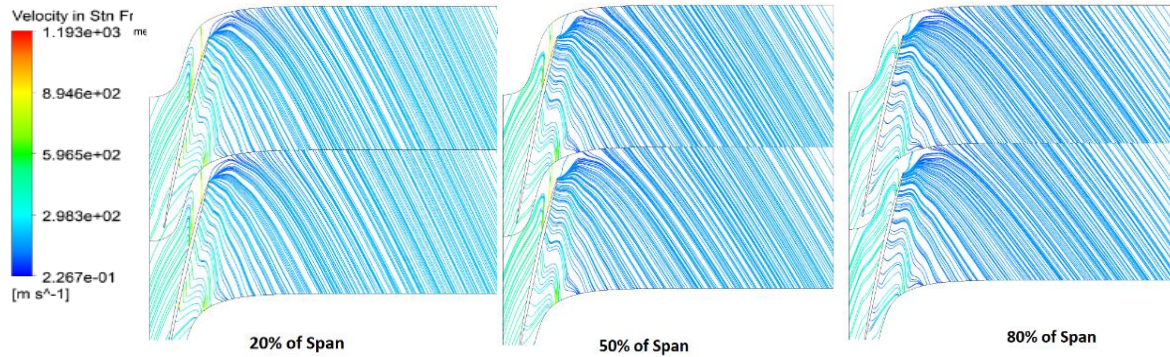 Velocity in Stn Fr
me
1.193e+03
8.946e+02
5.965e+02
2.983e+02
2.267e-01
[m s^-1]
20% of Span
50% of Span
80% of Span